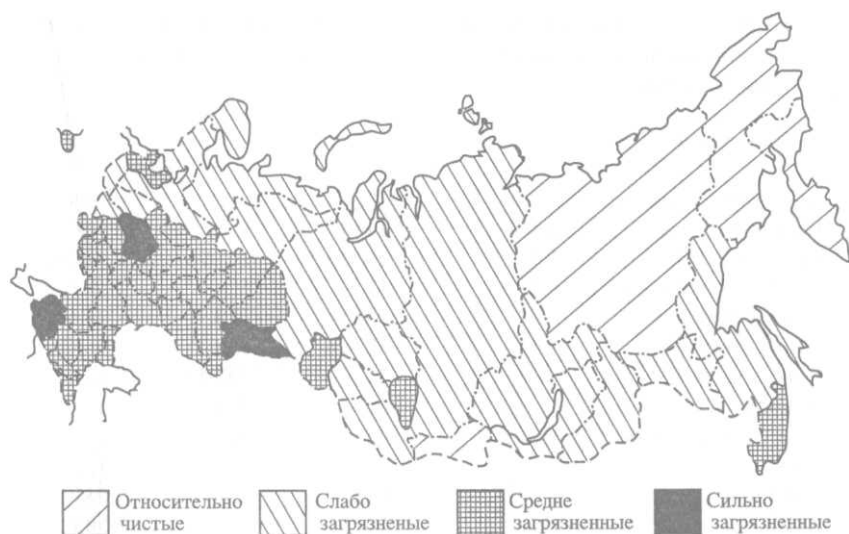 Относительно
чистые
Слабо
загрязненые
Средне
загрязненные
Сильно
загрязненные